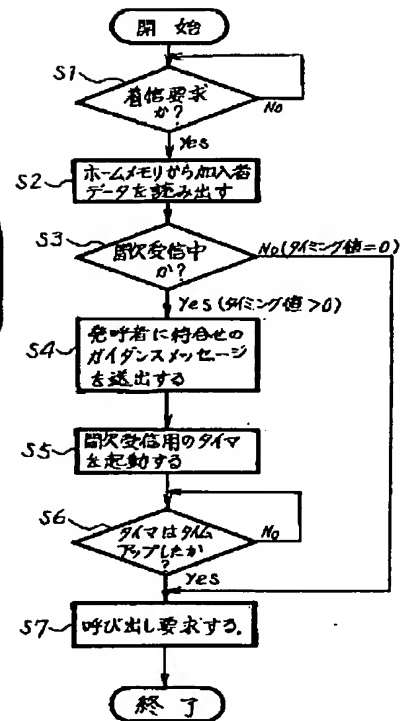 開始
S1
着信要求
か?
No
Yes
S2
ホームメモリから加入者
データを読み出す
S3
間欠受信中
か?
No(タイミング値=0)
Yes(タイミング値>0)
S4
発呼者に待合せの
ガイダンスメッセージ
を送出する
S5
間欠受信用のタイマ
を起動する
S6
タイマはタイム
アップしたか
?
No
Yes
S7
呼び出し要求する.
終了